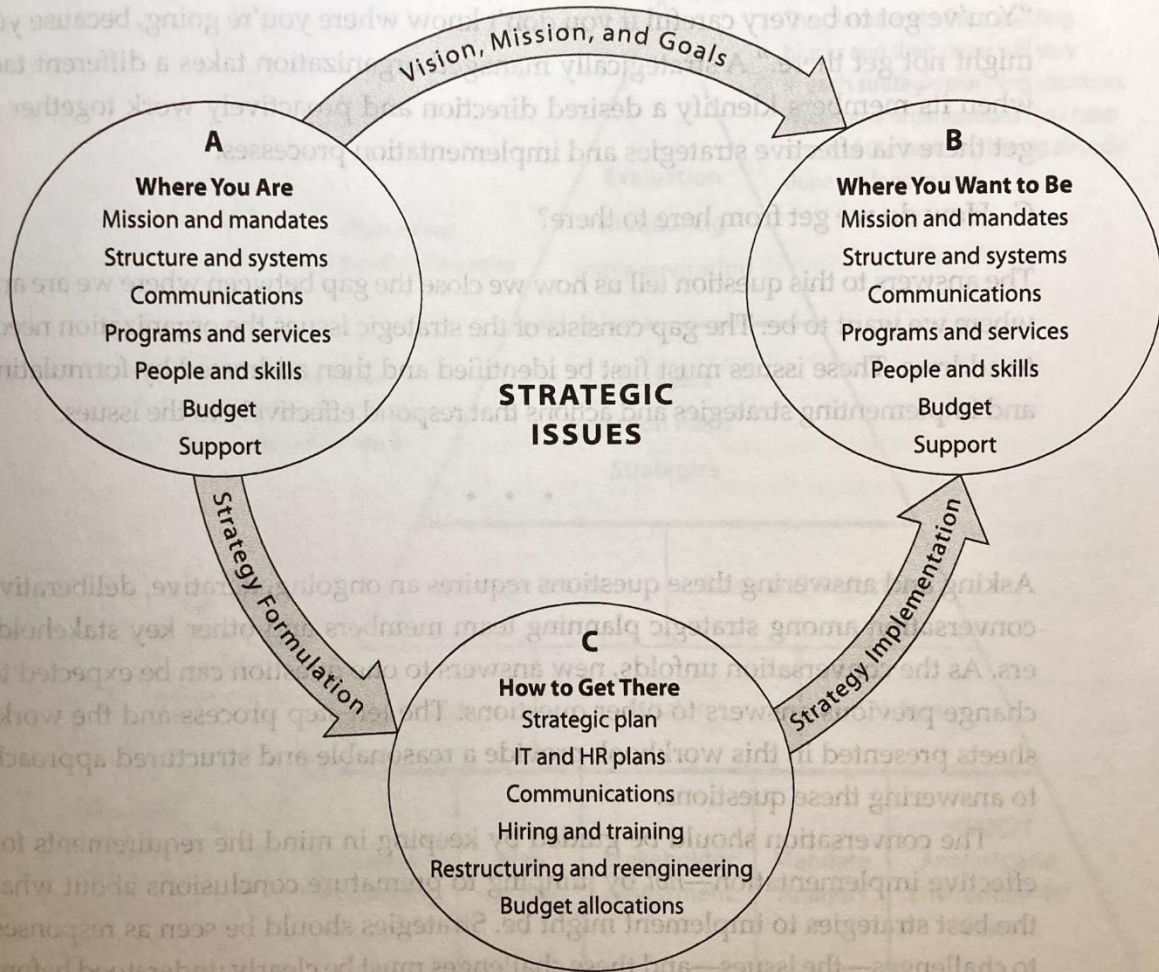 Vision, Mission, and Goals
A
Where You Are
Mission and mandates
Structure and systems
Communications
Programs and services
People and skills
Budget
Support
B
Where You Want to Be
Mission and mandates
Structure and systems
Communications
Programs and services
People and skills
Budget
Support
STRATEGIC
ISSUES
Strategy Formulation
C
How to Get There
Strategic plan
IT and HR plans
Communications
Hiring and training
Restructuring and reengineering
Budget allocations
Strategy Implementation